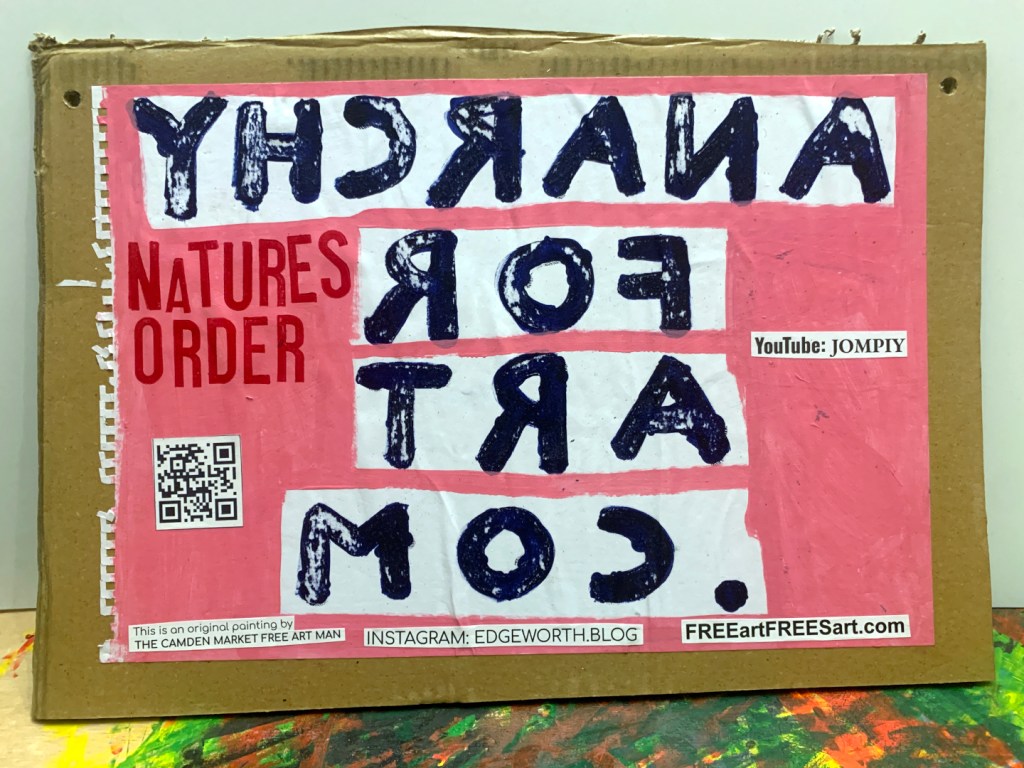 ANARCHY
NATURES
ORDER
FOR
ART
.COM
YouTube: JOMPIY
This is an original painting by
THE CAMDEN MARKET FREE ART MAN
INSTAGRAM: EDGEWORTH.BLOG
FREEartFREESart.com